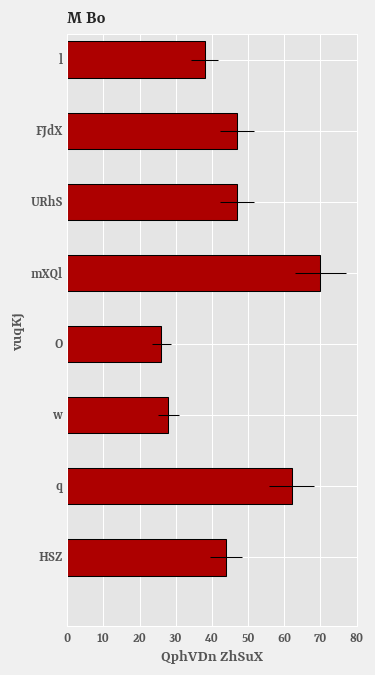 M Bo
l
FJdX
URhS
mXQl
O
w
q
HSZ
vuqKJ
0 10 20 30 40 50 60 70 80
QphVDn ZhSuX